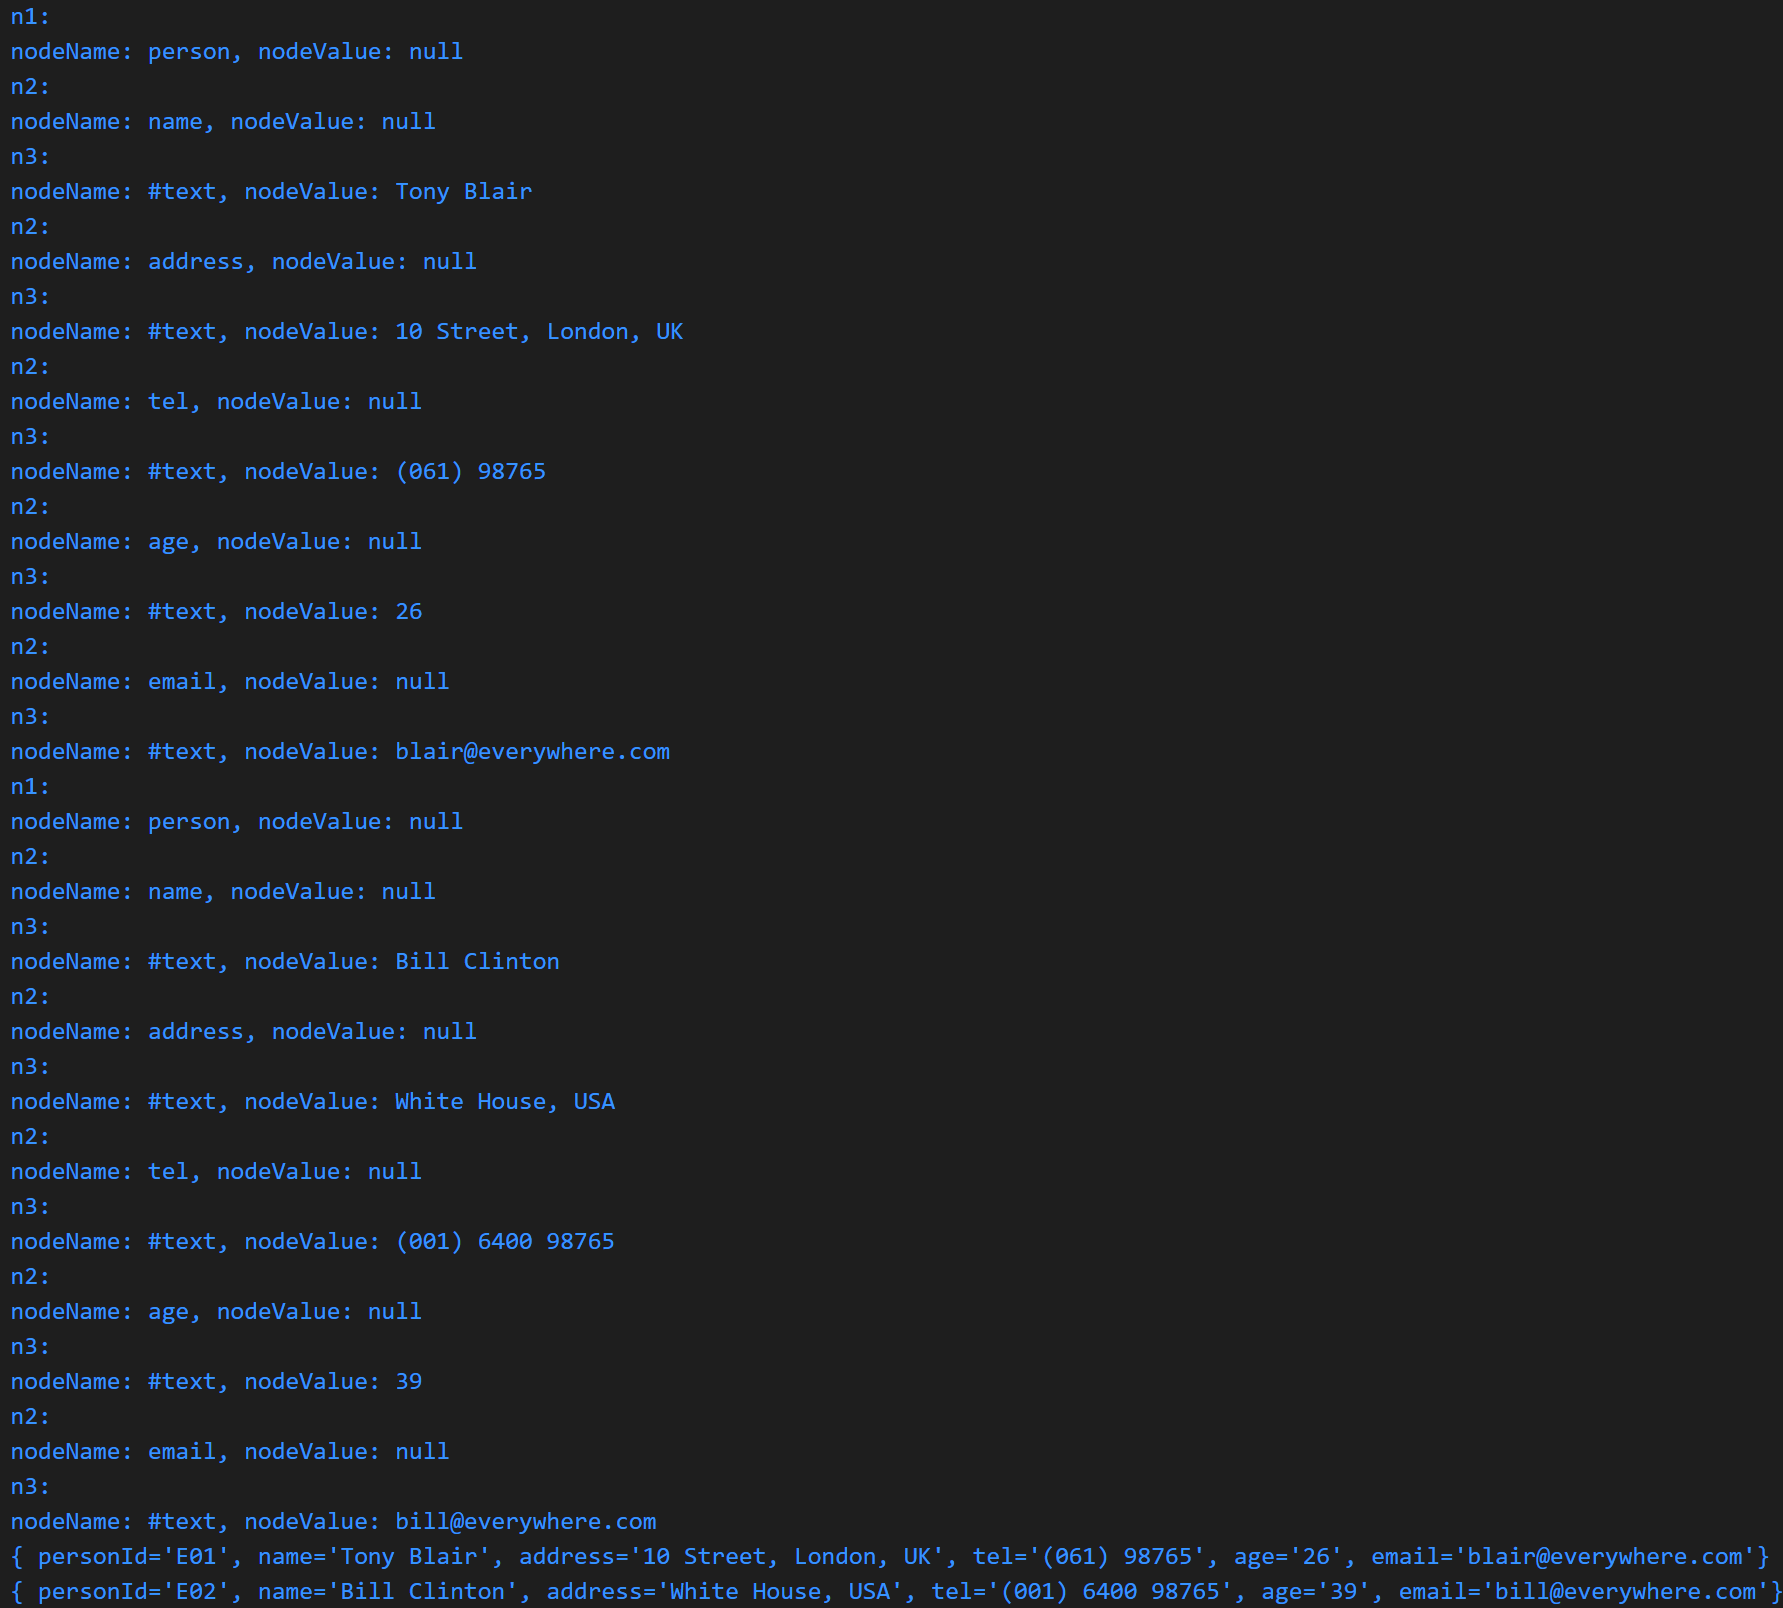 n1:
nodeName: person, nodeValue: null
n2:
nodeName: name, nodeValue: null
n3:
nodeName: #text, nodeValue: Tony Blair
n2:
nodeName: address, nodeValue: null
n3:
nodeName: #text, nodeValue: 10 Street, London, UK
n2:
nodeName: tel, nodeValue: null
n3:
nodeName: #text, nodeValue: (061) 98765
n2:
nodeName: age, nodeValue: null
n3:
nodeName: #text, nodeValue: 26
n2:
nodeName: email, nodeValue: null
n3:
nodeName: #text, nodeValue: blair@everywhere.com
n1:
nodeName: person, nodeValue: null
n2:
nodeName: name, nodeValue: null
n3:
nodeName: #text, nodeValue: Bill Clinton
n2:
nodeName: address, nodeValue: null
n3:
nodeName: #text, nodeValue: White House, USA
n2:
nodeName: tel, nodeValue: null
n3:
nodeName: #text, nodeValue: (001) 6400 98765
n2:
nodeName: age, nodeValue: null
n3:
nodeName: #text, nodeValue: 39
n2:
nodeName: email, nodeValue: null
n3:
nodeName: #text, nodeValue: bill@everywhere.com
{ personId='E01', name='Tony Blair', address='10 Street, London, UK', tel='(061) 98765', age='26', email='blair@everywhere.com'}
{ personId='E02', name='Bill Clinton', address='White House, USA', tel='(001) 6400 98765', age='39', email='bill@everywhere.com'}